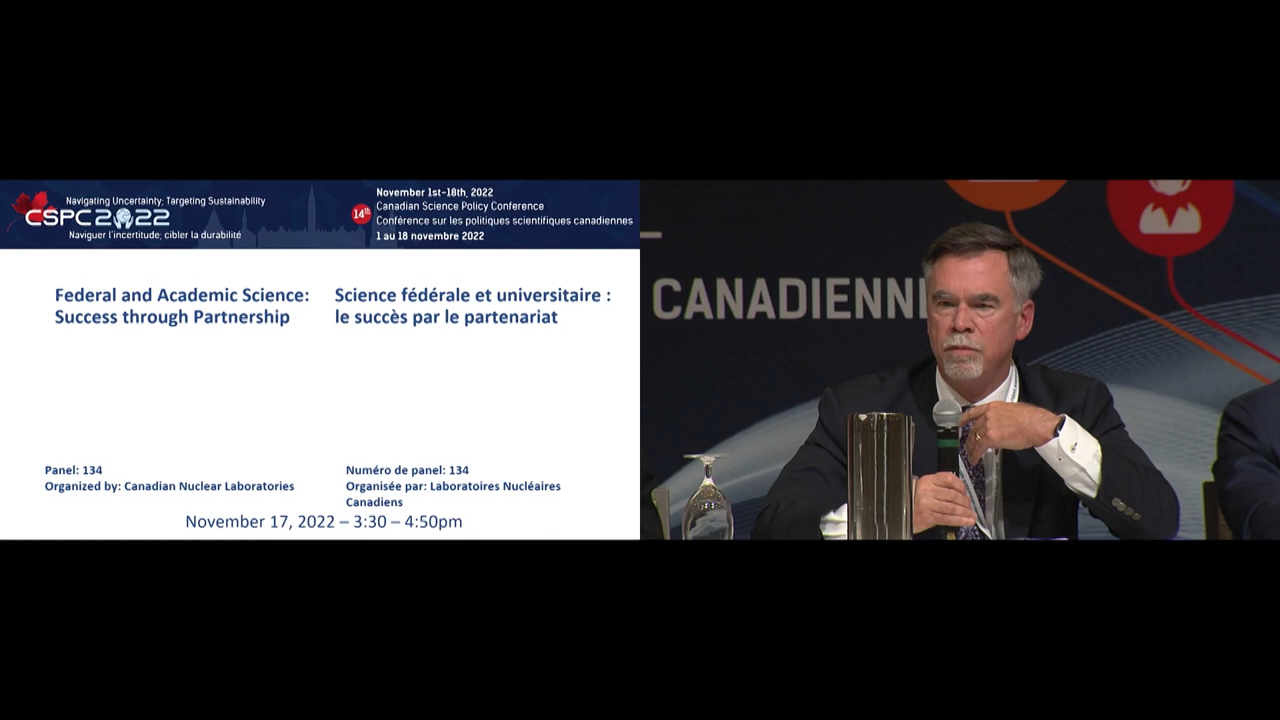 Navigating Uncertainty; Targeting Sustainability
CSPC2022
Naviguer l'incertitude; cibler la durabilité
14th
November 1st-18th, 2022
Canadian Science Policy Conference
Conférence sur les politiques scientifiques canadiennes
1 au 18 novembre 2022
Federal and Academic Science:
Success through Partnership
Science fédérale et universitaire :
le succès par le partenariat
Panel: 134
Organized by: Canadian Nuclear Laboratories
Numéro de panel: 134
Organisée par: Laboratoires Nucléaires
Canadiens
November 17, 2022 – 3:30 – 4:50pm
CANADIENN